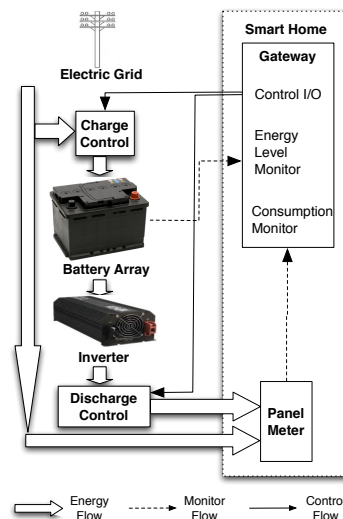 Smart Home
Gateway
Electric Grid
Control I/O
Charge
Control
Energy
Level
Monitor
Consumption
Monitor
Battery Array
Inverter
Discharge
Control
Panel
Meter
Energy
Flow
Monitor
Flow
Control
Flow